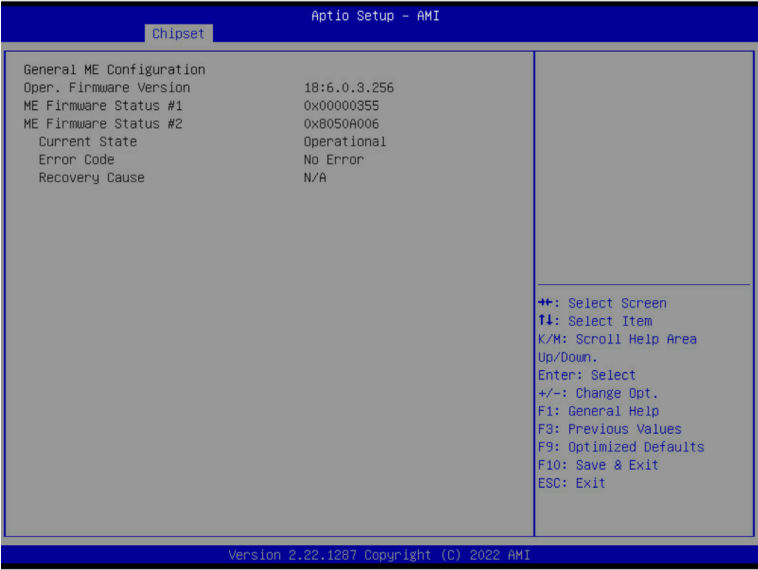 Aptio Setup - AMI
Chipset
General ME Configuration
Oper. Firmware Version 18:6.0.3.256
ME Firmware Status #1 0x00000355
ME Firmware Status #2 0x8050A006
Current State Operational
Error Code No Error
Recovery Cause N/A
→←: Select Screen
↑↓: Select Item
K/M: Scroll Help Area
Up/Down.
Enter: Select
+/-: Change Opt.
F1: General Help
F3: Previous Values
F9: Optimized Defaults
F10: Save & Exit
ESC: Exit
Version 2.22.1287 Copyright (C) 2022 AMI